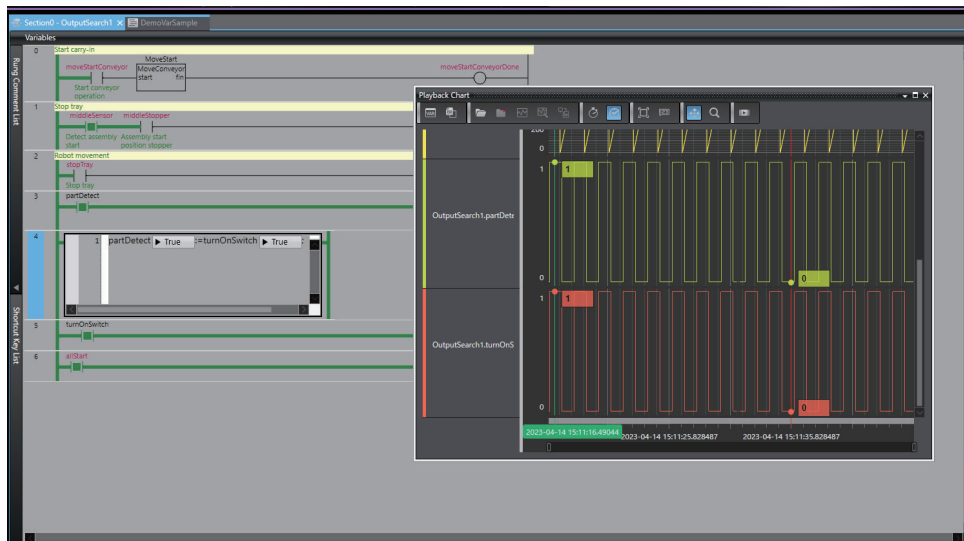 Section0 - OutputSearch1 × DemoVarSample
Variables
Rung Comment List
Shortcut Key List
0 Start carry-in
moveStartConveyor
MoveStart
MoveConveyor
start fin
moveStartConveyorDone
Start conveyor
operation
1 Stop tray
middleSensor middleStopper
Detect assembly Assembly start
start position stopper
2 Robot movement
stopTray
Stop tray
3 partDetect
4
1 partDetect ▶ True :=turnOnSwitch ▶ True ;
5 turnOnSwitch
6 allStart
Playback Chart
200
0
1 1
OutputSearch1.partDete
0 0
1 1
OutputSearch1.turnOnS
0 0
2023-04-14 15:11:16.49044
2023-04-14 15:11:25.828487
2023-04-14 15:11:35.828487